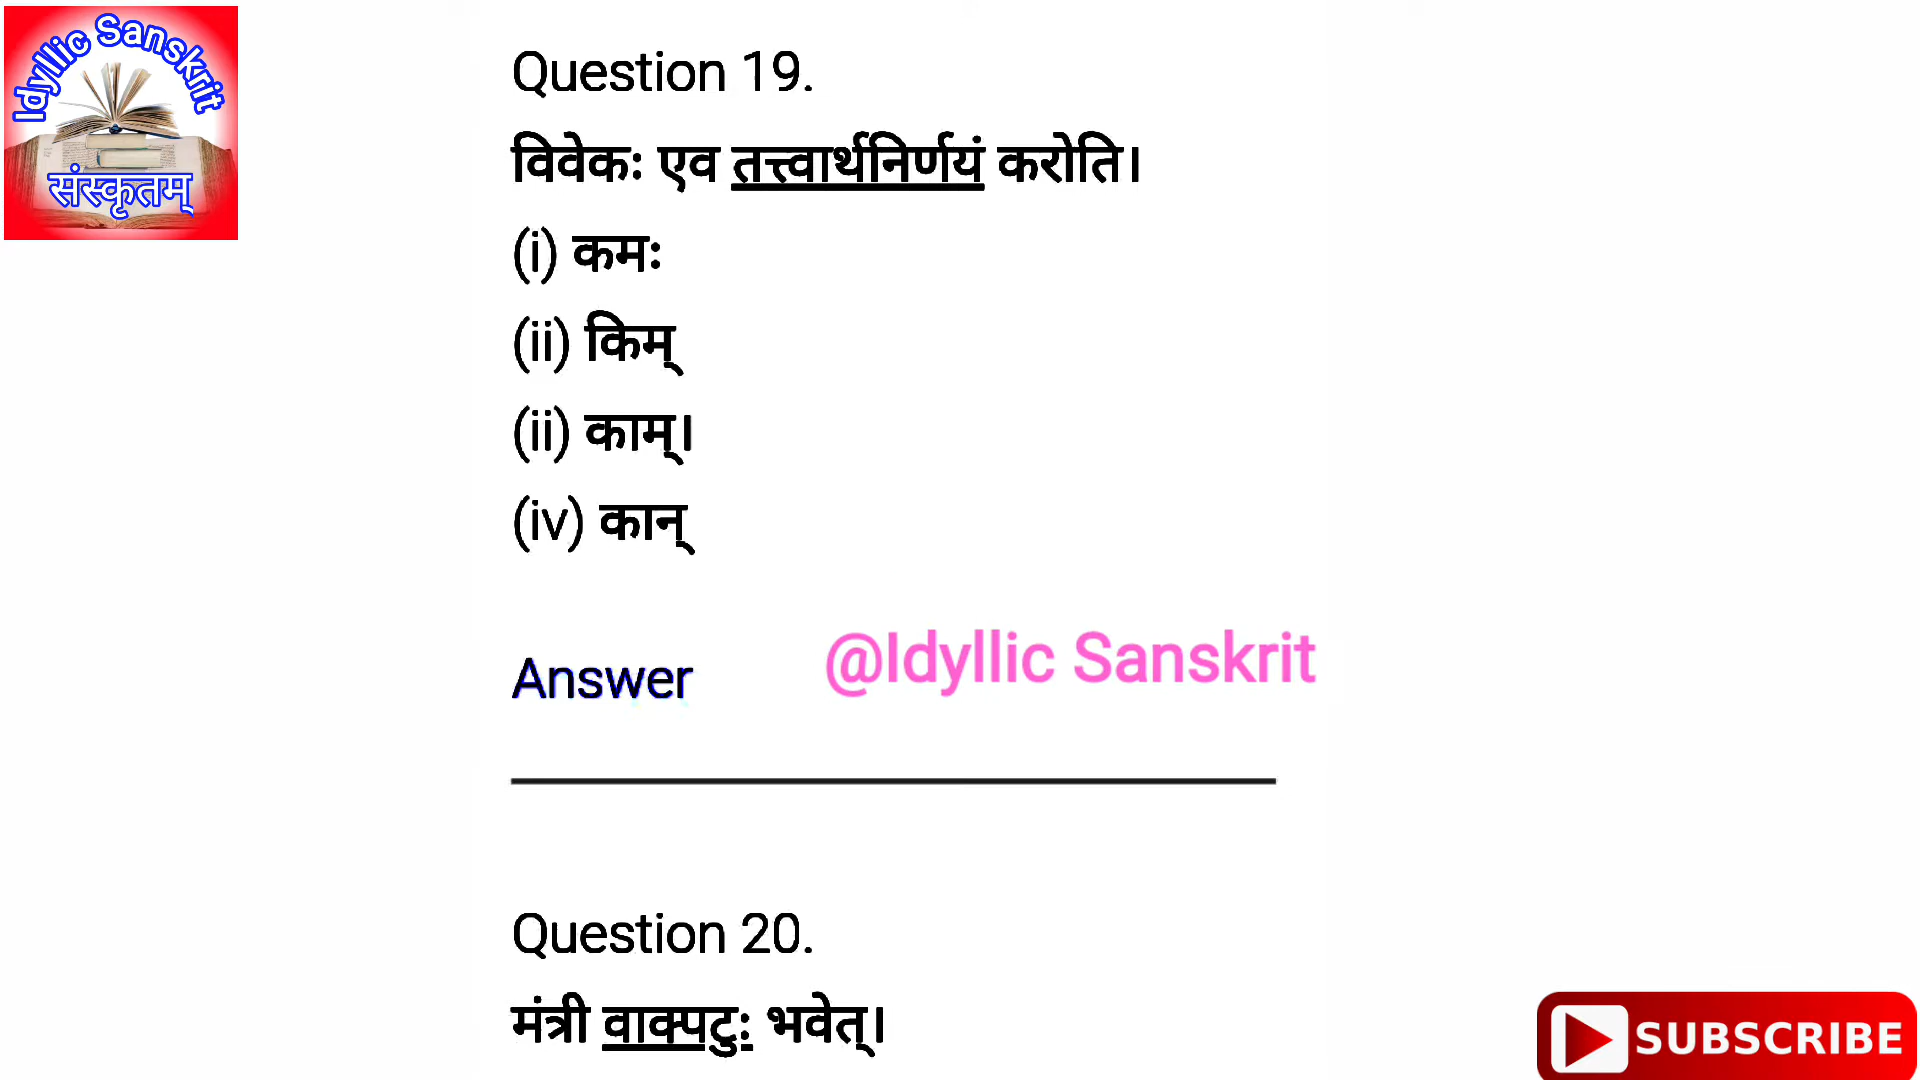 Idyllic Sanskrit
संस्कृतम्
Question 19.
विवेकः एव तत्त्वार्थनिर्णयं करोति।
(i) कमः
(ii) किम्
(ii) काम्।
(iv) कान्
Answer
@Idyllic Sanskrit
Question 20.
मंत्री वाक्पटुः भवेत्।
SUBSCRIBE